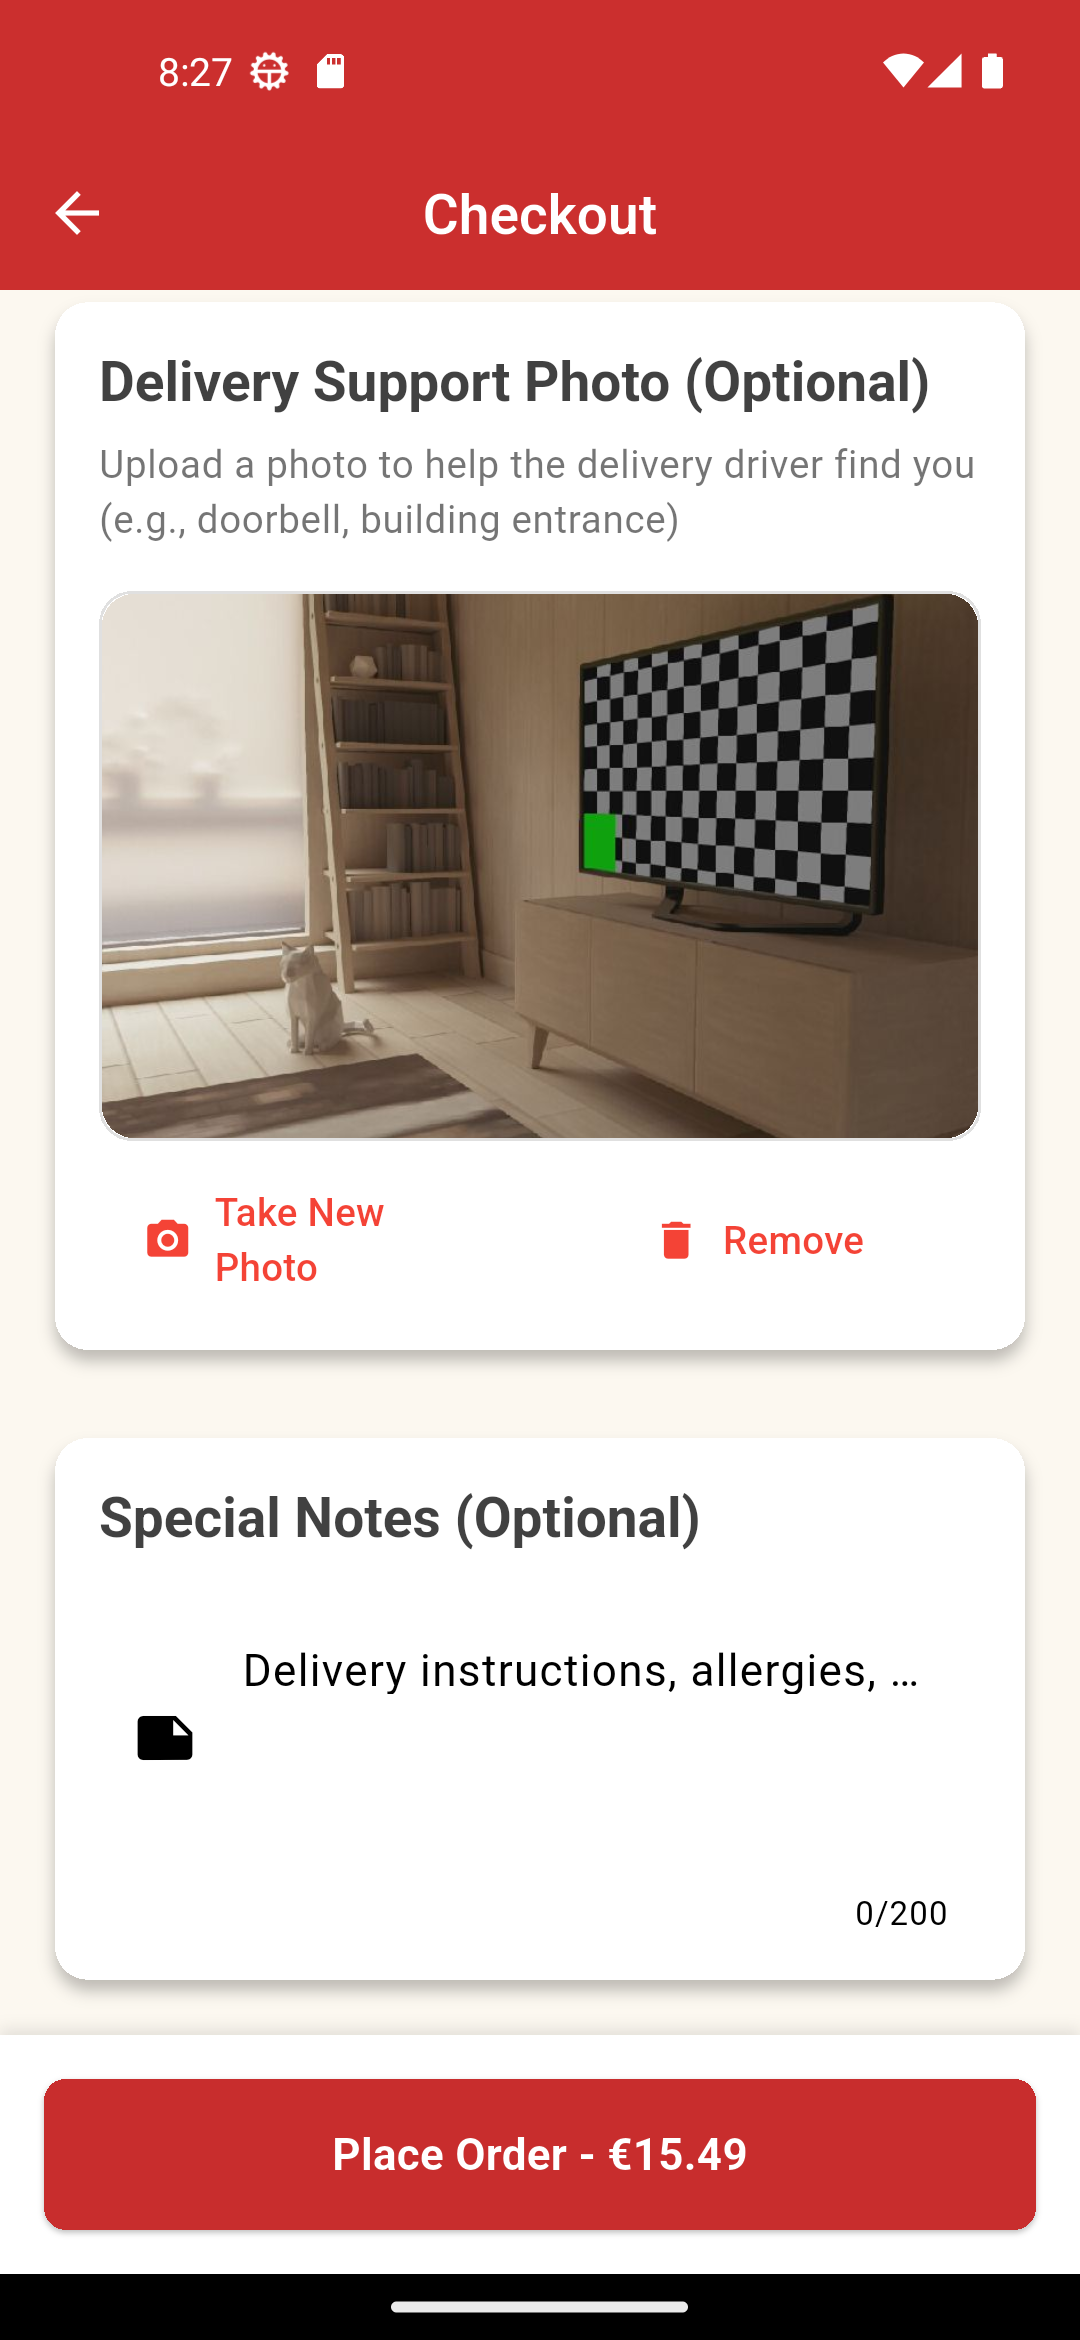 8:27
Checkout
Delivery Support Photo (Optional)
Upload a photo to help the delivery driver find you
(e.g., doorbell, building entrance)
Take New
Photo
Remove
Special Notes (Optional)
Delivery instructions, allergies, …
0/200
Place Order - €15.49